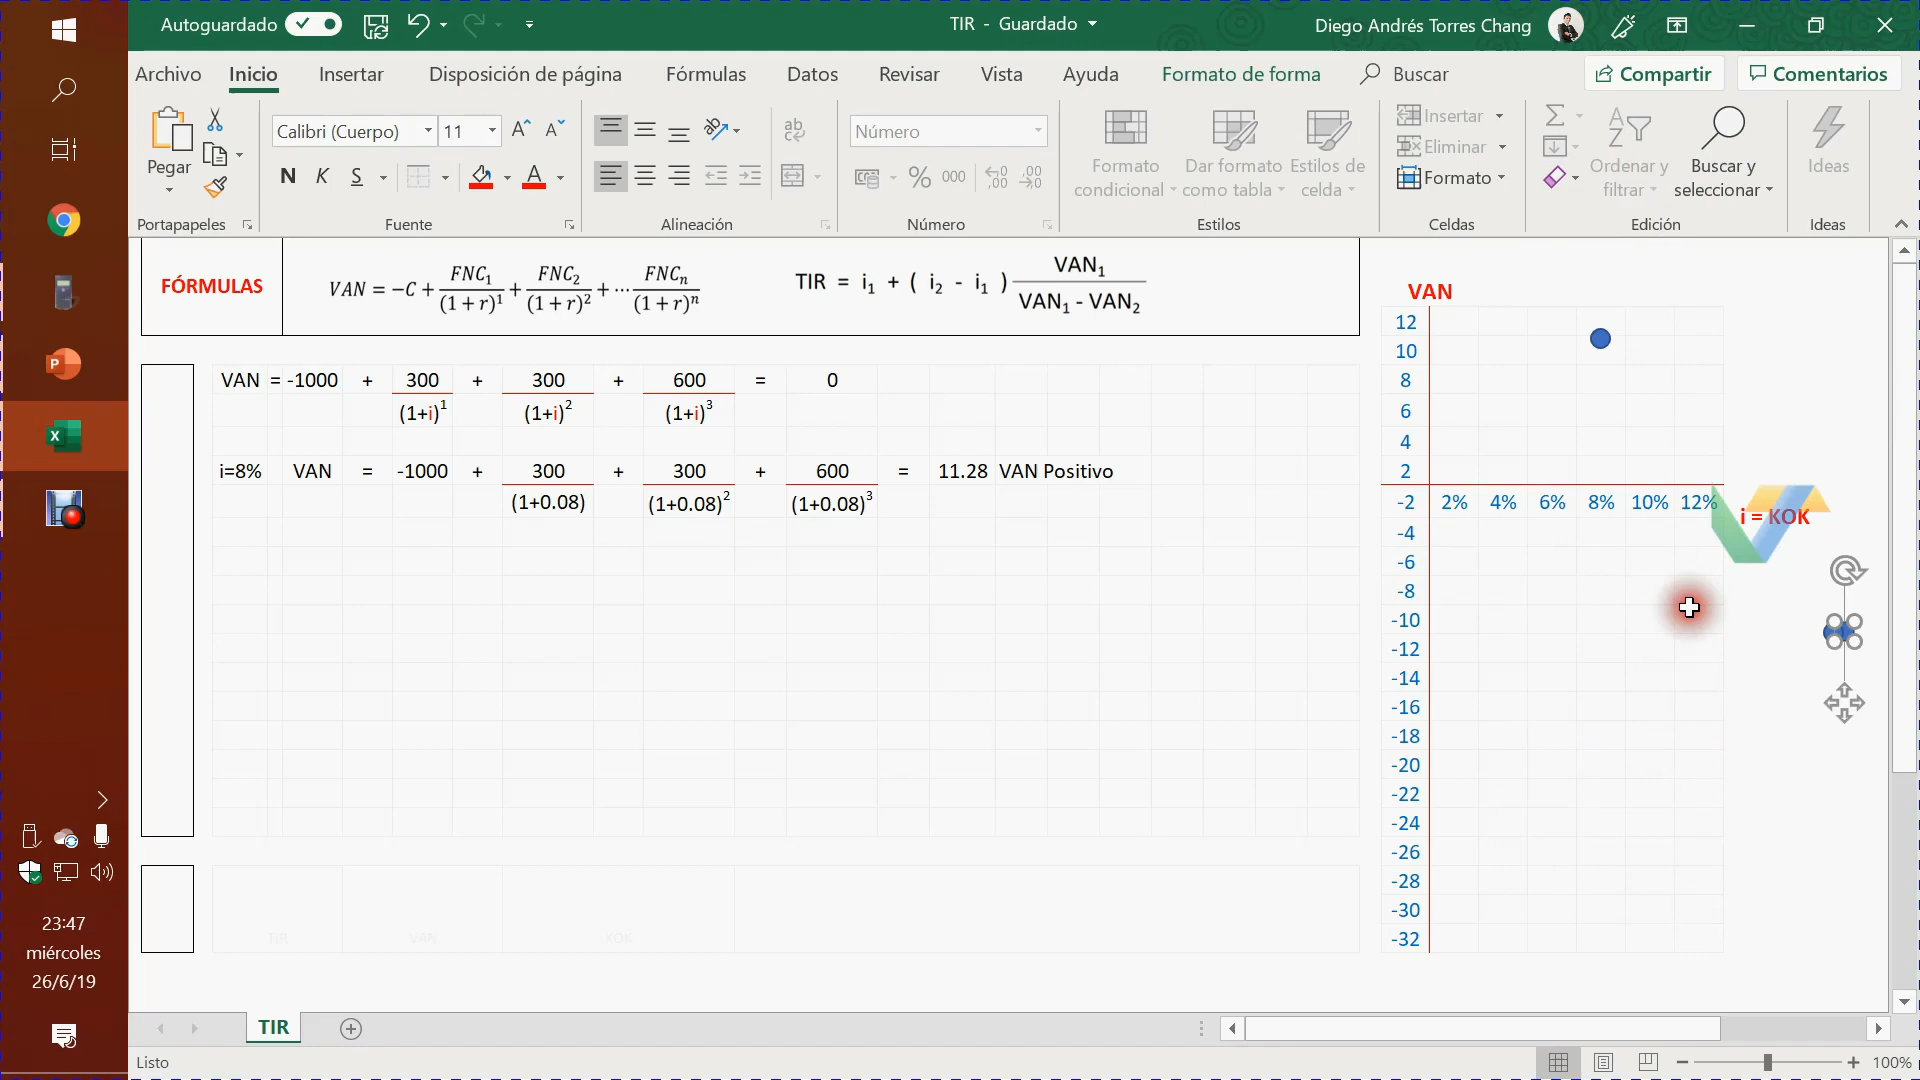 Autoguardado
TIR - Guardado
Diego Andrés Torres Chang
Archivo Inicio Insertar Disposición de página Fórmulas Datos Revisar Vista Ayuda Formato de forma Buscar Compartir Comentarios
Pegar
Calibri (Cuerpo) 11
N K S
Número
% 000
Formato condicional
Dar formato como tabla
Estilos de celda
Insertar
Eliminar
Formato
Ordenar y filtrar
Buscar y seleccionar
Ideas
Portapapeles Fuente Alineación Número Estilos Celdas Edición Ideas
FÓRMULAS
VAN = −C + FNC₁/(1 + r)¹ + FNC₂/(1 + r)² + ⋯ FNCₙ/(1 + r)ⁿ
TIR = i₁ + ( i₂ - i₁ ) VAN₁/VAN₁ - VAN₂
VAN = -1000 + 300 + 300 + 600 = 0
(1+i)¹ (1+i)² (1+i)³
i=8% VAN = -1000 + 300 + 300 + 600 = 11.28 VAN Positivo
(1+0.08) (1+0.08)² (1+0.08)³
TIR VAN KOK
VAN
12
10
8
6
4
2
-2 2% 4% 6% 8% 10% 12%
i = KOK
-4
-6
-8
-10
-12
-14
-16
-18
-20
-22
-24
-26
-28
-30
-32
23:47
miércoles
26/6/19
TIR
Listo
100%